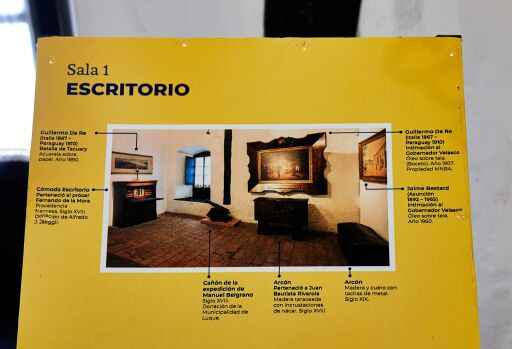 Sala 1
ESCRITORIO
Guillermo Da Re
(Italia 1867 –
Paraguay 1910)
Batalla de Tacuary
Acuarela sobre
papel. Año 1890.
Cómoda Escritorio
Perteneció al prócer
Fernando de la Mora
Procedencia
francesa. Siglo XVIII.
de Alfredo
Guillermo Da Re
(Italia 1867 –
Paraguay 1910)
Intimación al
Gobernador Velasco
Óleo sobre tela.
(Boceto). Año 1907.
Propiedad MNBA.
Jaime Bestard
(Asunción
1892 – 1965)
Intimación al
Gobernador Velasco
Óleo sobre tela.
Año 1960.
Cañón de la
expedición de
Manuel Belgrano
Siglo XVIII.
Donación de la
Municipalidad de
Luque.
Arcón
Perteneció a Juan
Bautista Rivarola
Madera taraceada
con incrustaciones
de nácar. Siglo XVIII.
Arcón
Madera y cuero con
tachas de metal.
Siglo XIX.